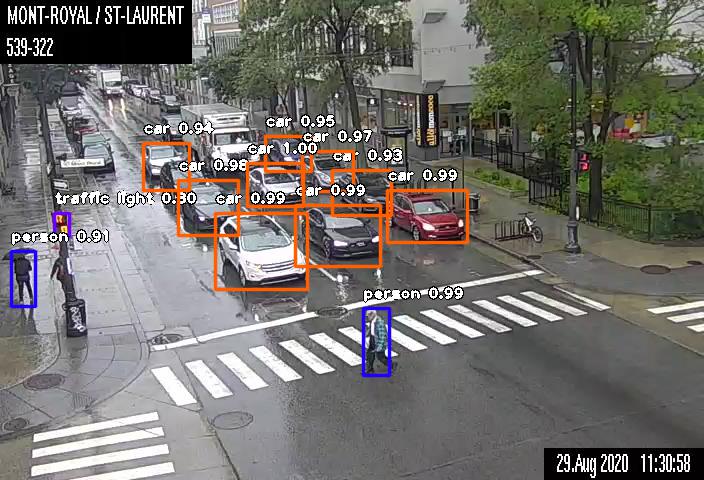 MONT-ROYAL / ST-LAURENT
539-322
car 0.95
car 0.94
car 0.97
car 1.00
car 0.93
car 0.98
car 0.99
traffic light 0.80
car 0.99
car 0.99
person 0.91
person 0.99
29.Aug 2020 11:30:58